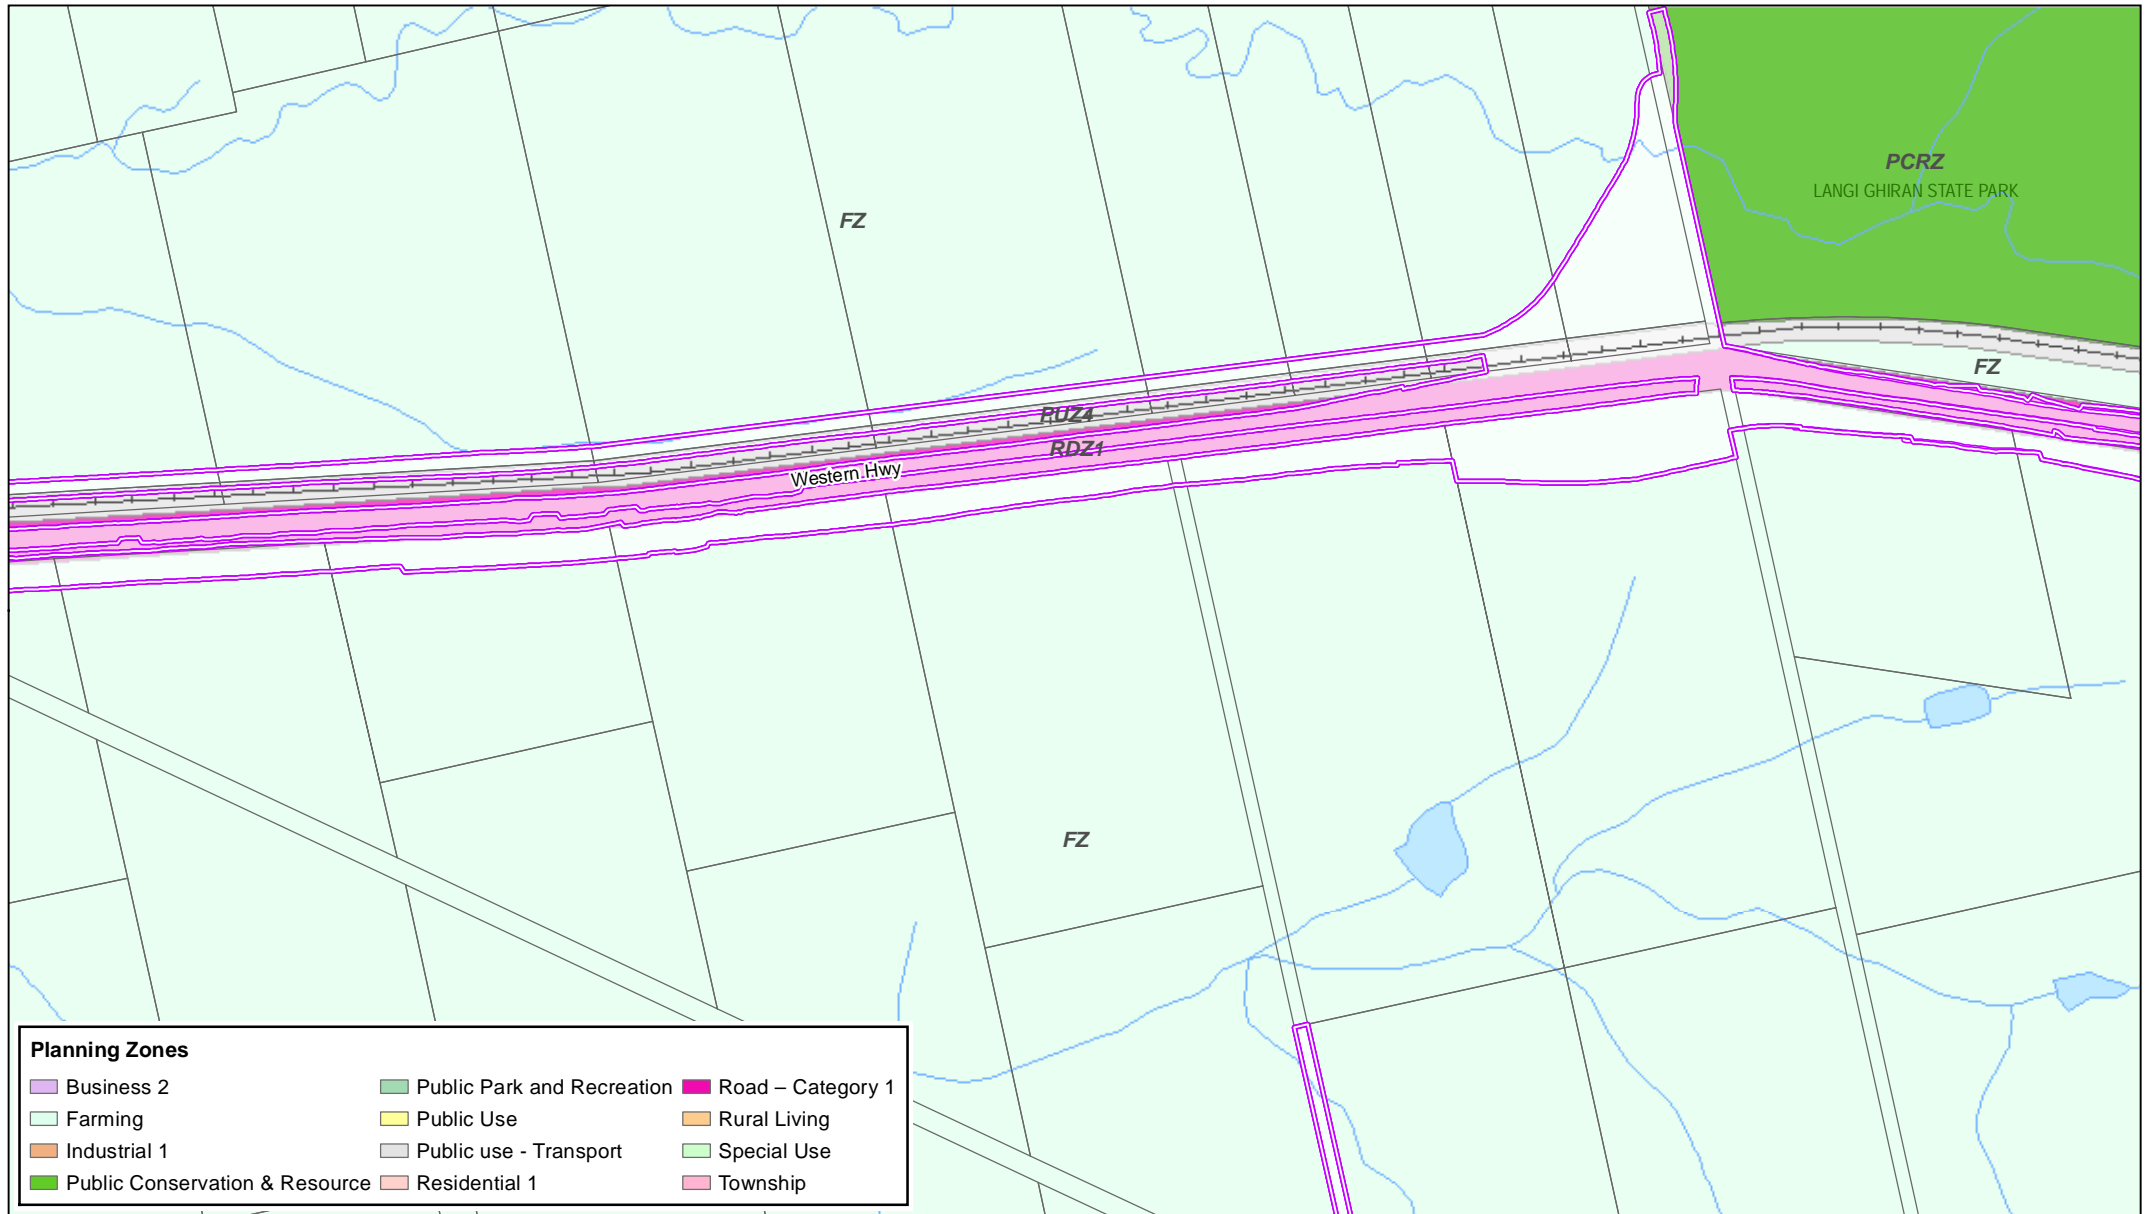 PCRZ
LANGI GHIRAN STATE PARK
FZ
FZ
PUZ4
RDZ1
Western Hwy
FZ
Planning Zones
Business 2
Farming
Industrial 1
Public Conservation & Resource
Public Park and Recreation
Public Use
Public use - Transport
Residential 1
Road – Category 1
Rural Living
Special Use
Township